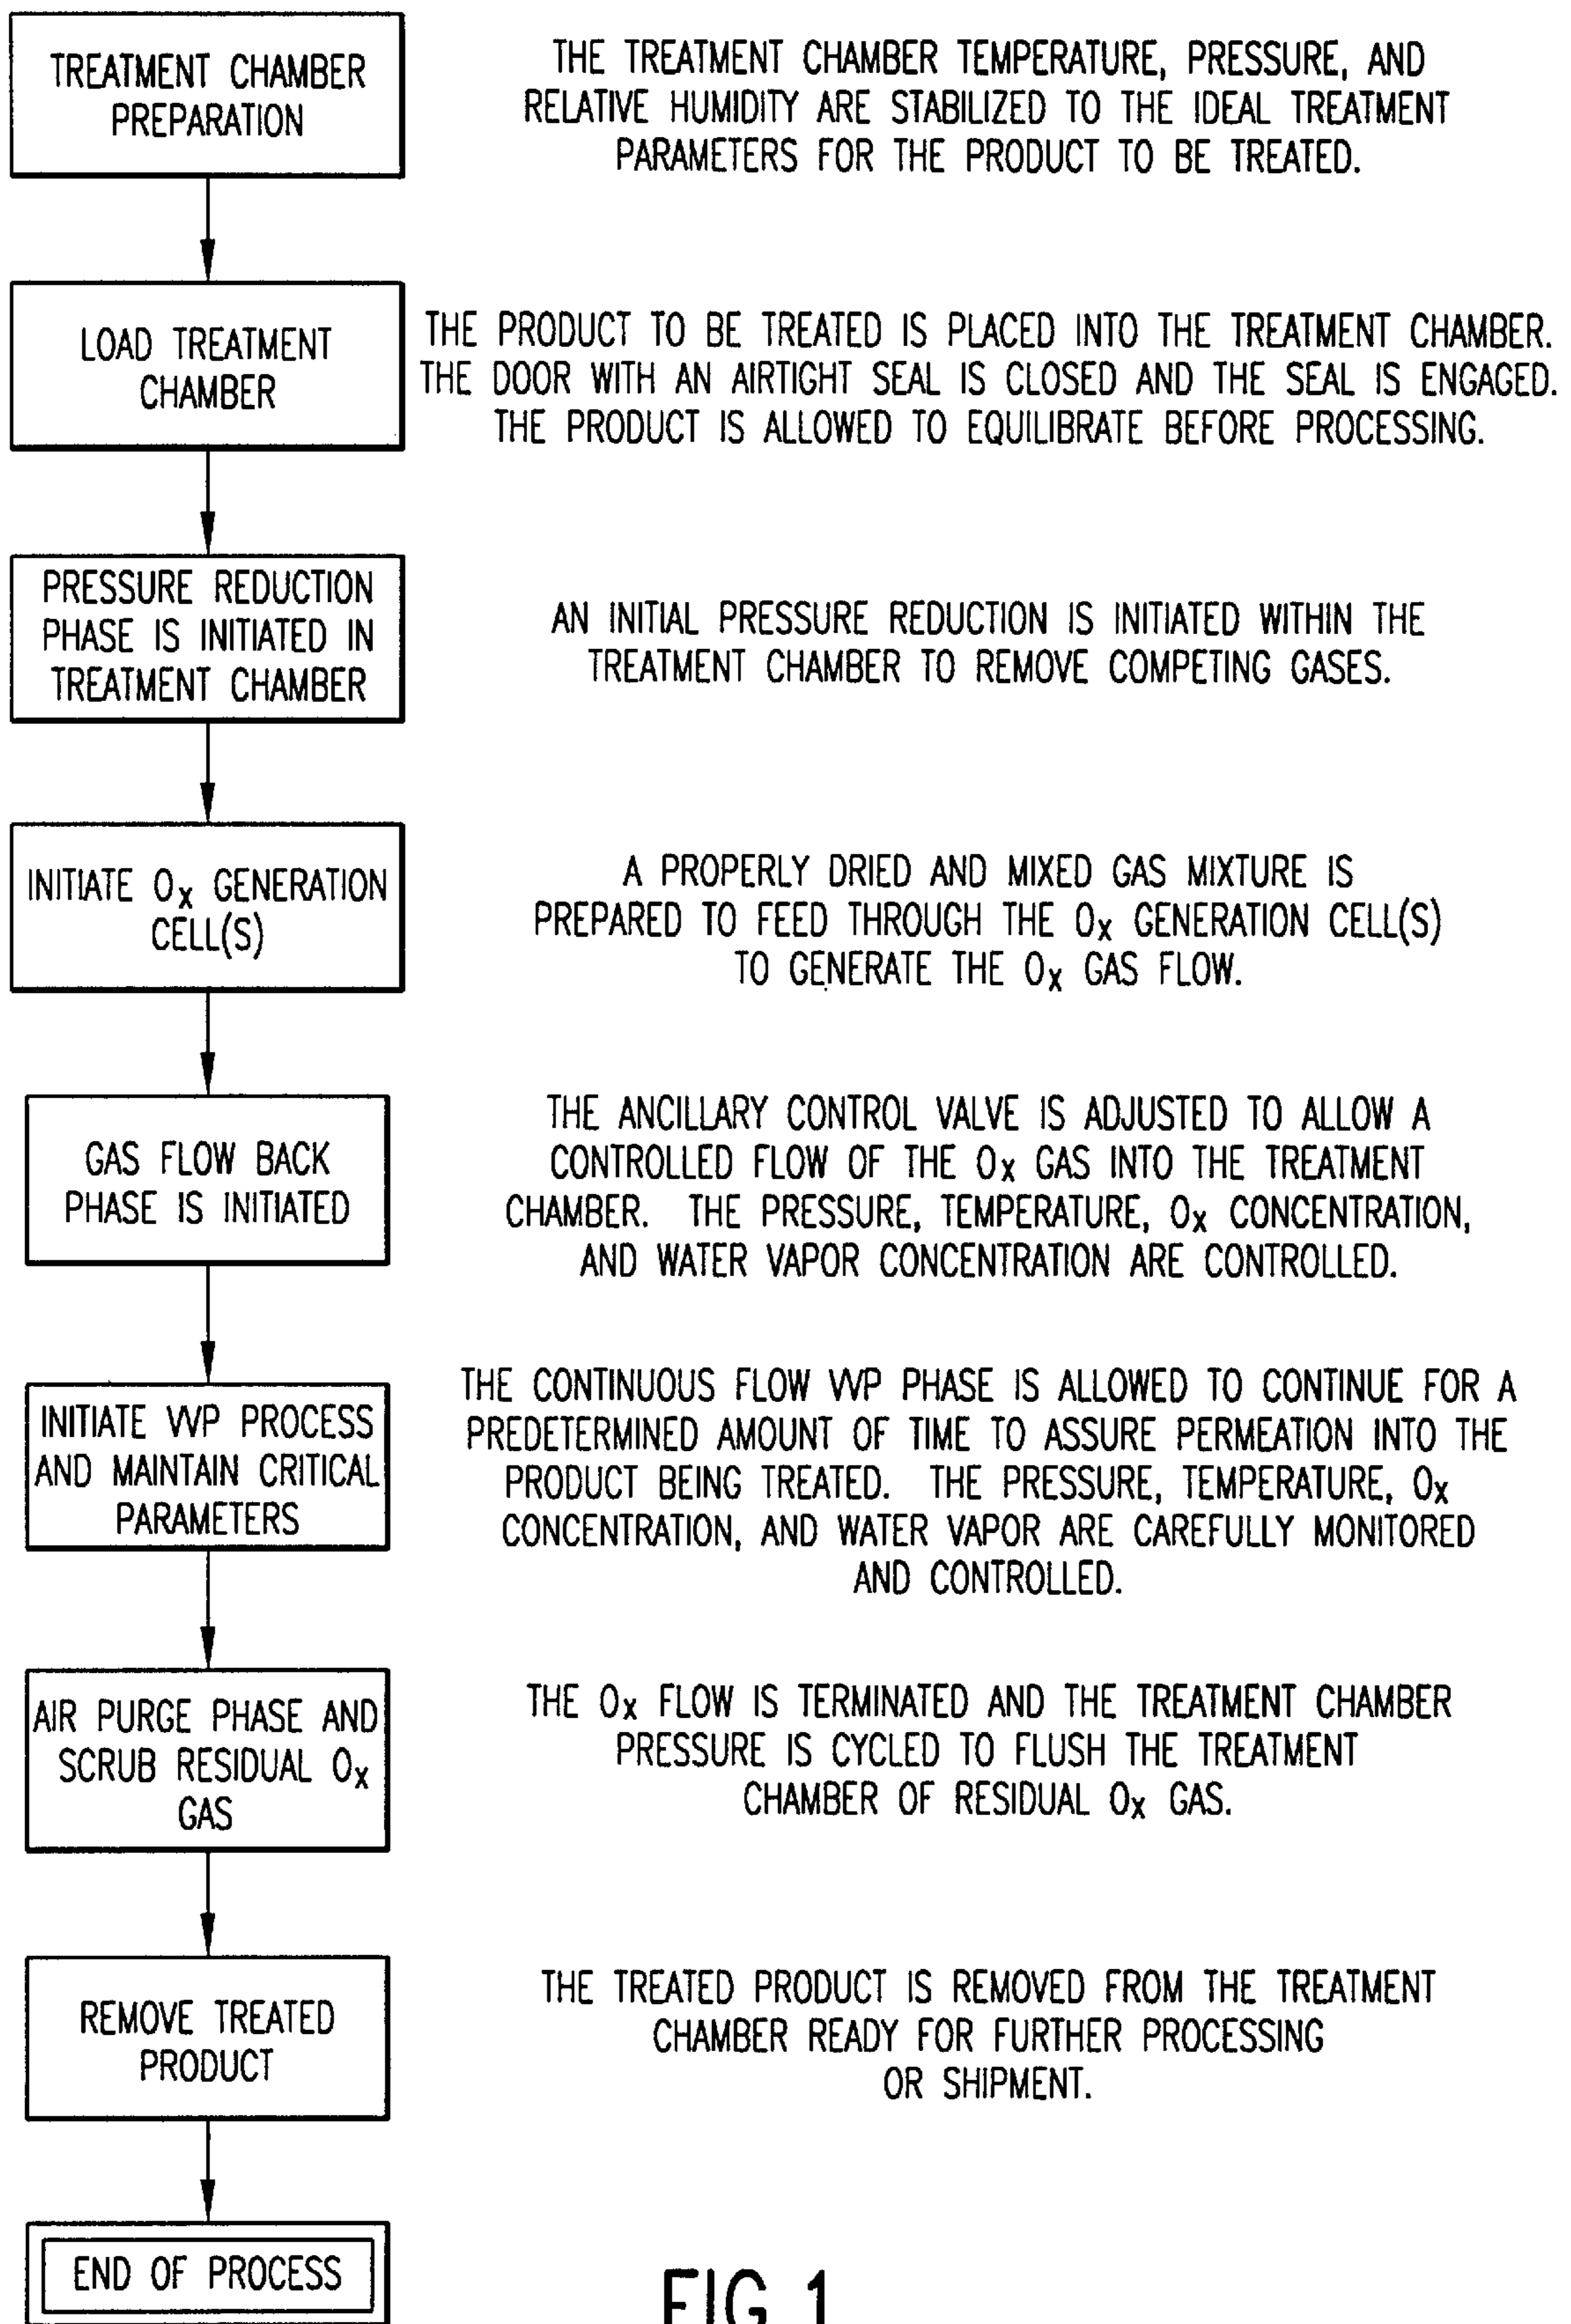 TREATMENT CHAMBER
PREPARATION
THE TREATMENT CHAMBER TEMPERATURE, PRESSURE, AND
RELATIVE HUMIDITY ARE STABILIZED TO THE IDEAL TREATMENT
PARAMETERS FOR THE PRODUCT TO BE TREATED.
LOAD TREATMENT
CHAMBER
THE PRODUCT TO BE TREATED IS PLACED INTO THE TREATMENT CHAMBER.
THE DOOR WITH AN AIRTIGHT SEAL IS CLOSED AND THE SEAL IS ENGAGED.
THE PRODUCT IS ALLOWED TO EQUILIBRATE BEFORE PROCESSING.
PRESSURE REDUCTION
PHASE IS INITIATED IN
TREATMENT CHAMBER
AN INITIAL PRESSURE REDUCTION IS INITIATED WITHIN THE
TREATMENT CHAMBER TO REMOVE COMPETING GASES.
INITIATE Ox GENERATION
CELL(S)
A PROPERLY DRIED AND MIXED GAS MIXTURE IS
PREPARED TO FEED THROUGH THE Ox GENERATION CELL(S)
TO GENERATE THE Ox GAS FLOW.
GAS FLOW BACK
PHASE IS INITIATED
THE ANCILLARY CONTROL VALVE IS ADJUSTED TO ALLOW A
CONTROLLED FLOW OF THE Ox GAS INTO THE TREATMENT
CHAMBER. THE PRESSURE, TEMPERATURE, Ox CONCENTRATION,
AND WATER VAPOR CONCENTRATION ARE CONTROLLED.
INITIATE VVP PROCESS
AND MAINTAIN CRITICAL
PARAMETERS
THE CONTINUOUS FLOW VVP PHASE IS ALLOWED TO CONTINUE FOR A
PREDETERMINED AMOUNT OF TIME TO ASSURE PERMEATION INTO THE
PRODUCT BEING TREATED. THE PRESSURE, TEMPERATURE, Ox
CONCENTRATION, AND WATER VAPOR ARE CAREFULLY MONITORED
AND CONTROLLED.
AIR PURGE PHASE AND
SCRUB RESIDUAL Ox
GAS
THE Ox FLOW IS TERMINATED AND THE TREATMENT CHAMBER
PRESSURE IS CYCLED TO FLUSH THE TREATMENT
CHAMBER OF RESIDUAL Ox GAS.
REMOVE TREATED
PRODUCT
THE TREATED PRODUCT IS REMOVED FROM THE TREATMENT
CHAMBER READY FOR FURTHER PROCESSING
OR SHIPMENT.
END OF PROCESS
FIG. 1